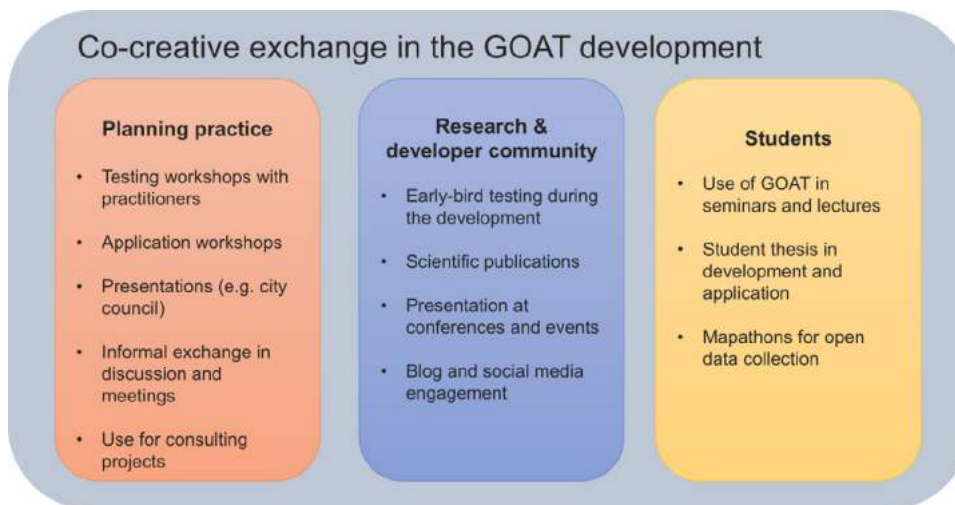 Co-creative exchange in the GOAT development
Planning practice
• Testing workshops with
practitioners
• Application workshops
• Presentations (e.g. city
council)
• Informal exchange in
discussion and
meetings
• Use for consulting
projects
Research &
developer community
• Early-bird testing during
the development
• Scientific publications
• Presentation at
conferences and events
• Blog and social media
engagement
Students
• Use of GOAT in
seminars and lectures
• Student thesis in
development and
application
• Mapathons for open
data collection